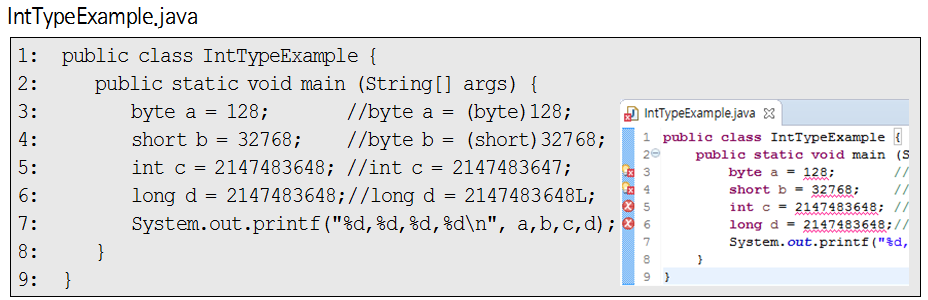 IntTypeExample.java
1: public class IntTypeExample {
2: public static void main (String[] args) {
3: byte a = 128; //byte a = (byte)128;
4: short b = 32768; //byte b = (short)32768;
5: int c = 2147483648; //int c = 2147483647;
6: long d = 2147483648;//long d = 2147483648L;
7: System.out.printf("%d,%d,%d,%d\n", a,b,c,d);
8: }
9: }
IntTypeExample.java
1 public class IntTypeExample {
2 public static void main (S
3 byte a = 128; //
4 short b = 32768; //
5 int c = 2147483648; //
6 long d = 2147483648;//
7 System.out.printf("%d,
8 }
9 }